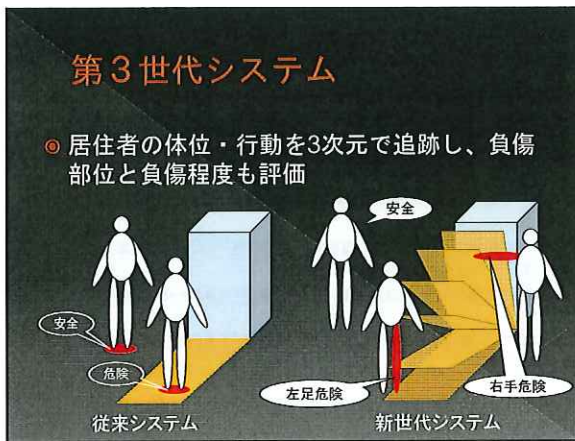 第3世代システム
◎ 居住者の体位・行動を3次元で追跡し、負傷
部位と負傷程度も評価
安全
危険
従来システム
安全
左足危険
右手危険
新世代システム